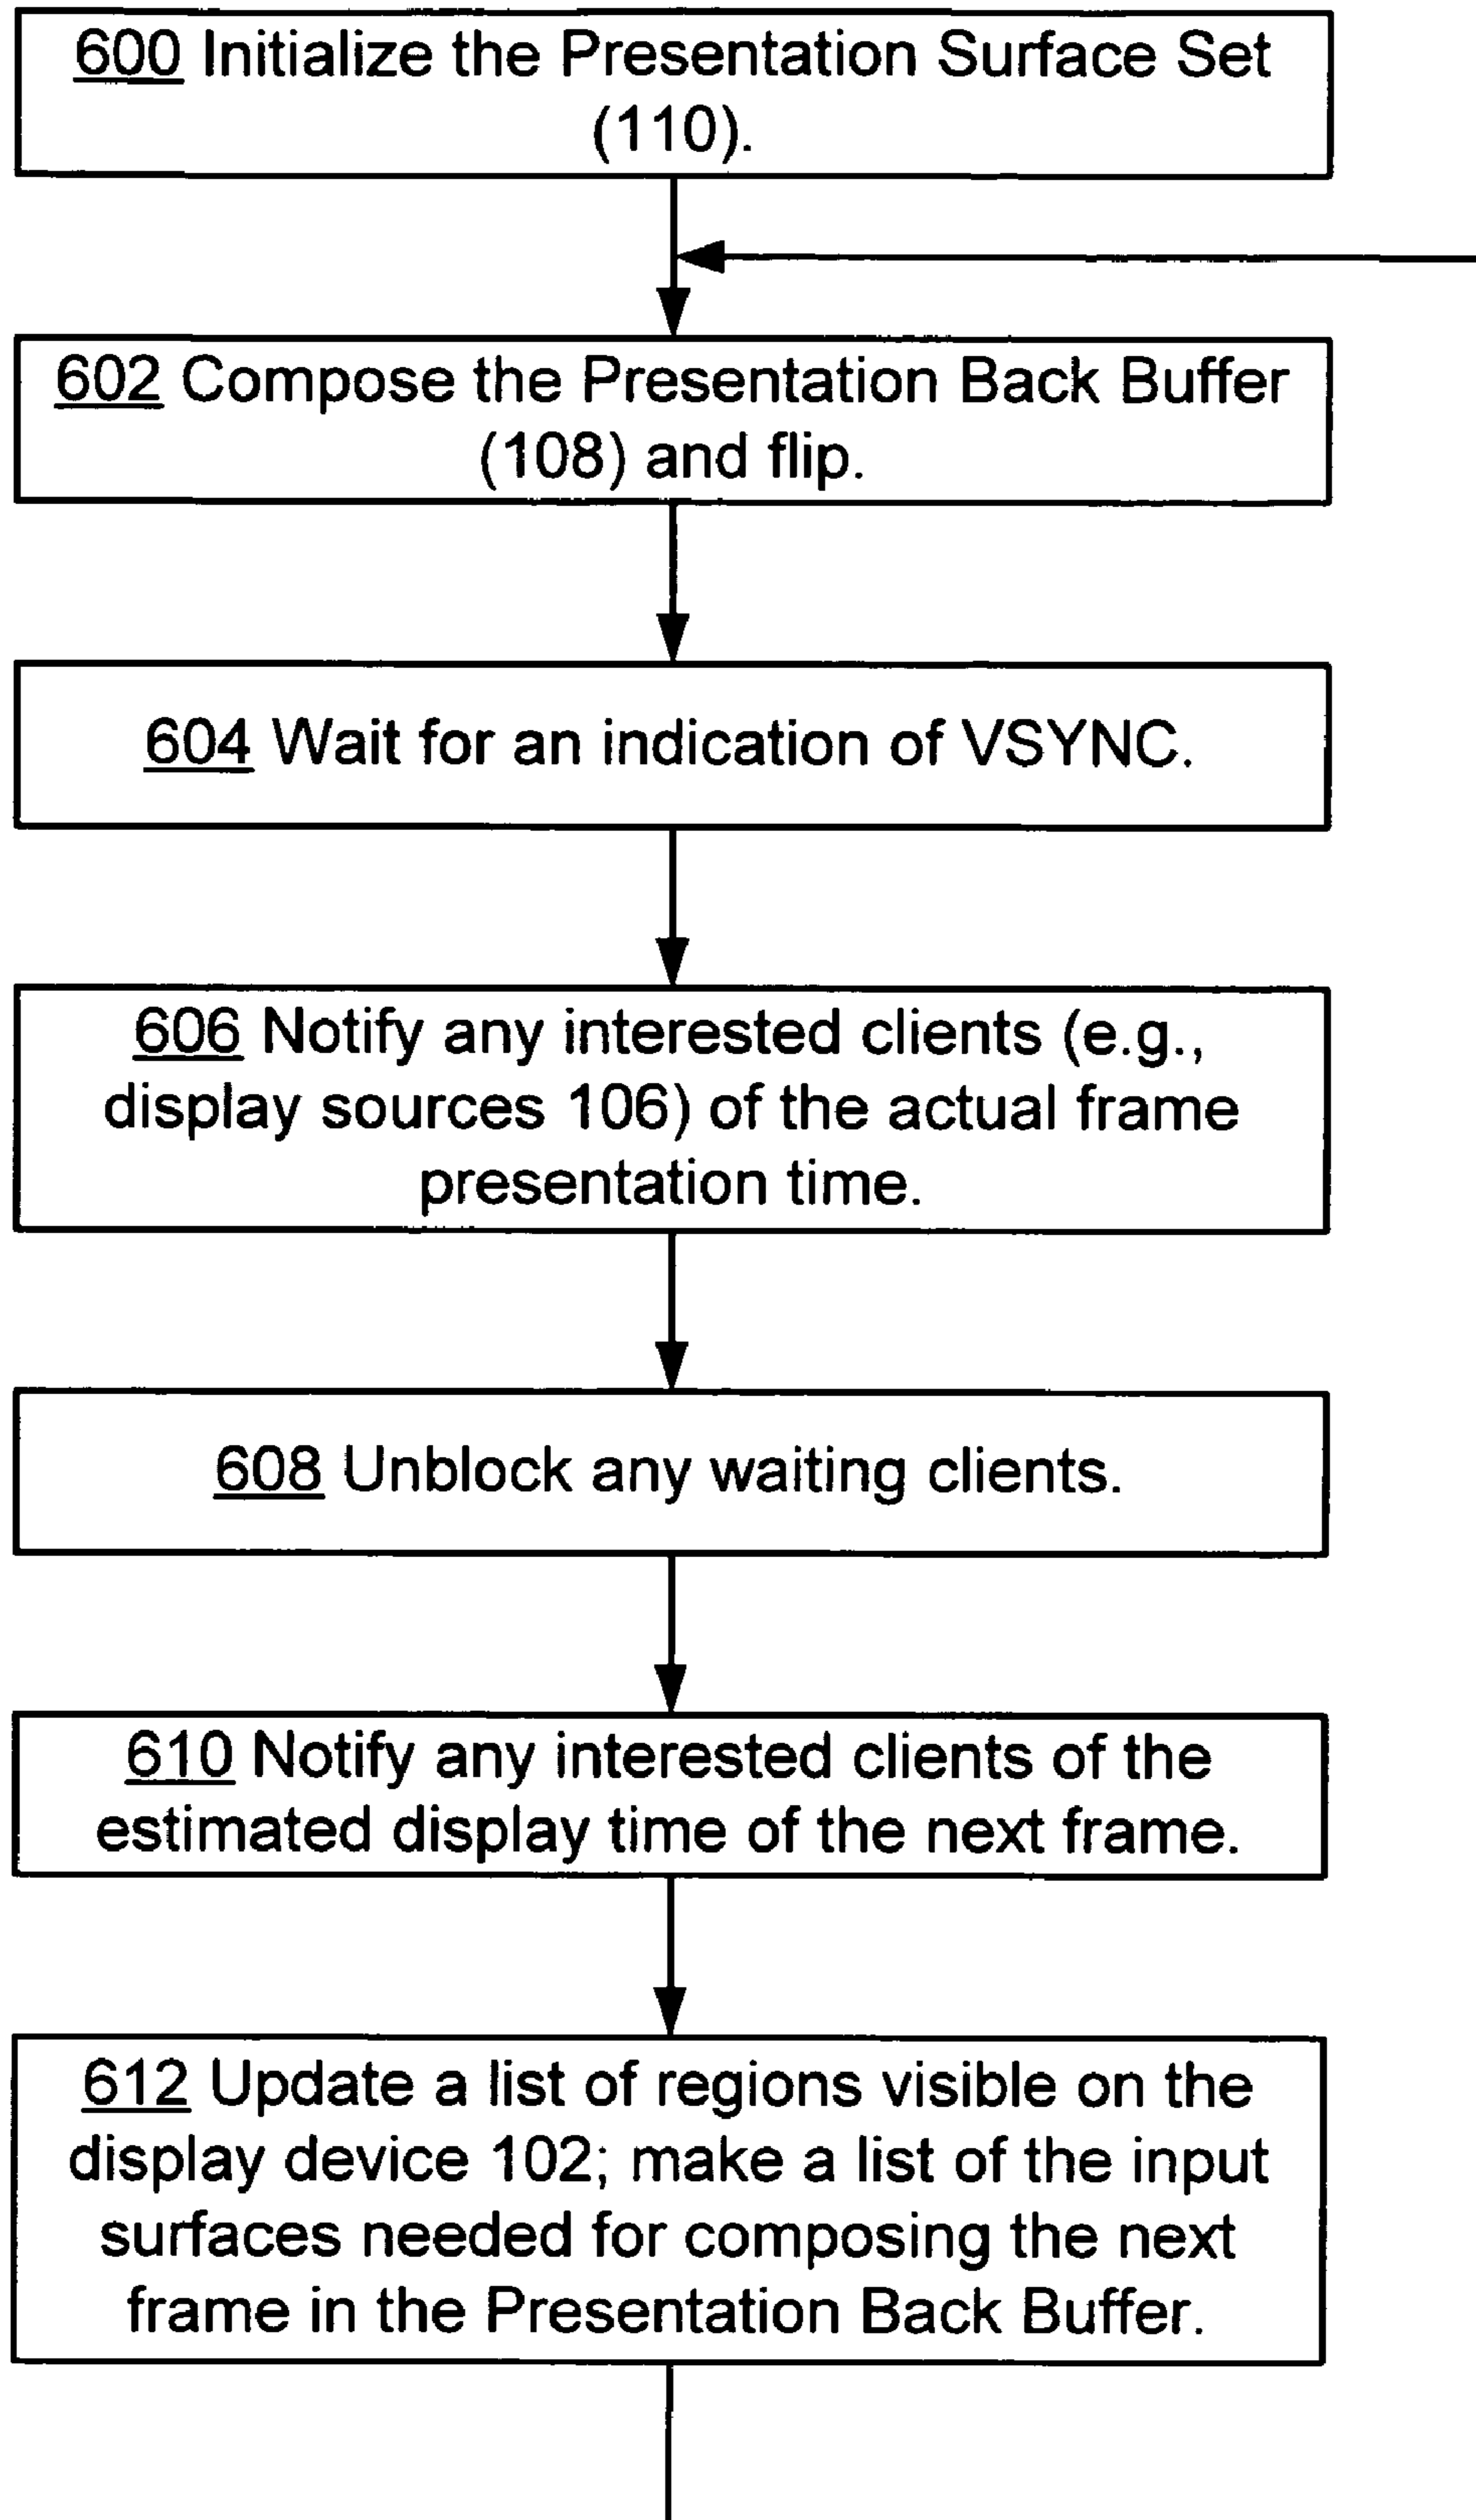 600 Initialize the Presentation Surface Set
(110).
602 Compose the Presentation Back Buffer
(108) and flip.
604 Wait for an indication of VSYNC.
606 Notify any interested clients (e.g.,
display sources 106) of the actual frame
presentation time.
608 Unblock any waiting clients.
610 Notify any interested clients of the
estimated display time of the next frame.
612 Update a list of regions visible on the
display device 102; make a list of the input
surfaces needed for composing the next
frame in the Presentation Back Buffer.